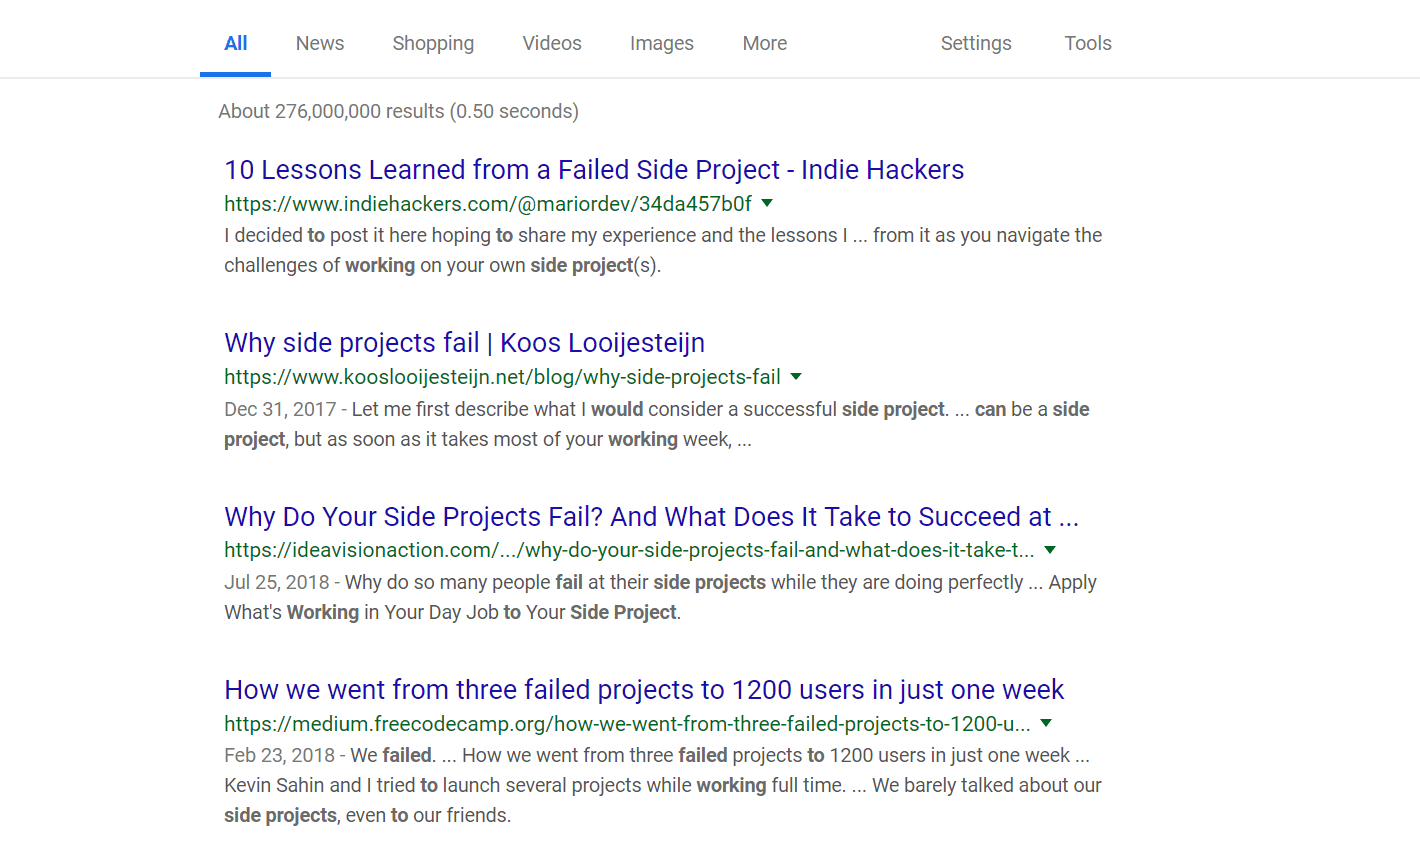 All News Shopping Videos Images More Settings Tools
About 276,000,000 results (0.50 seconds)
10 Lessons Learned from a Failed Side Project - Indie Hackers
https://www.indiehackers.com/@mariordev/34da457b0f
I decided to post it here hoping to share my experience and the lessons I ... from it as you navigate the
challenges of working on your own side project(s).
Why side projects fail | Koos Looijesteijn
https://www.kooslooijesteijn.net/blog/why-side-projects-fail
Dec 31, 2017 - Let me first describe what I would consider a successful side project. ... can be a side
project, but as soon as it takes most of your working week, ...
Why Do Your Side Projects Fail? And What Does It Take to Succeed at ...
https://ideavisionaction.com/.../why-do-your-side-projects-fail-and-what-does-it-take-t...
Jul 25, 2018 - Why do so many people fail at their side projects while they are doing perfectly ... Apply
What's Working in Your Day Job to Your Side Project.
How we went from three failed projects to 1200 users in just one week
https://medium.freecodecamp.org/how-we-went-from-three-failed-projects-to-1200-u...
Feb 23, 2018 - We failed. ... How we went from three failed projects to 1200 users in just one week ...
Kevin Sahin and I tried to launch several projects while working full time. ... We barely talked about our
side projects, even to our friends.